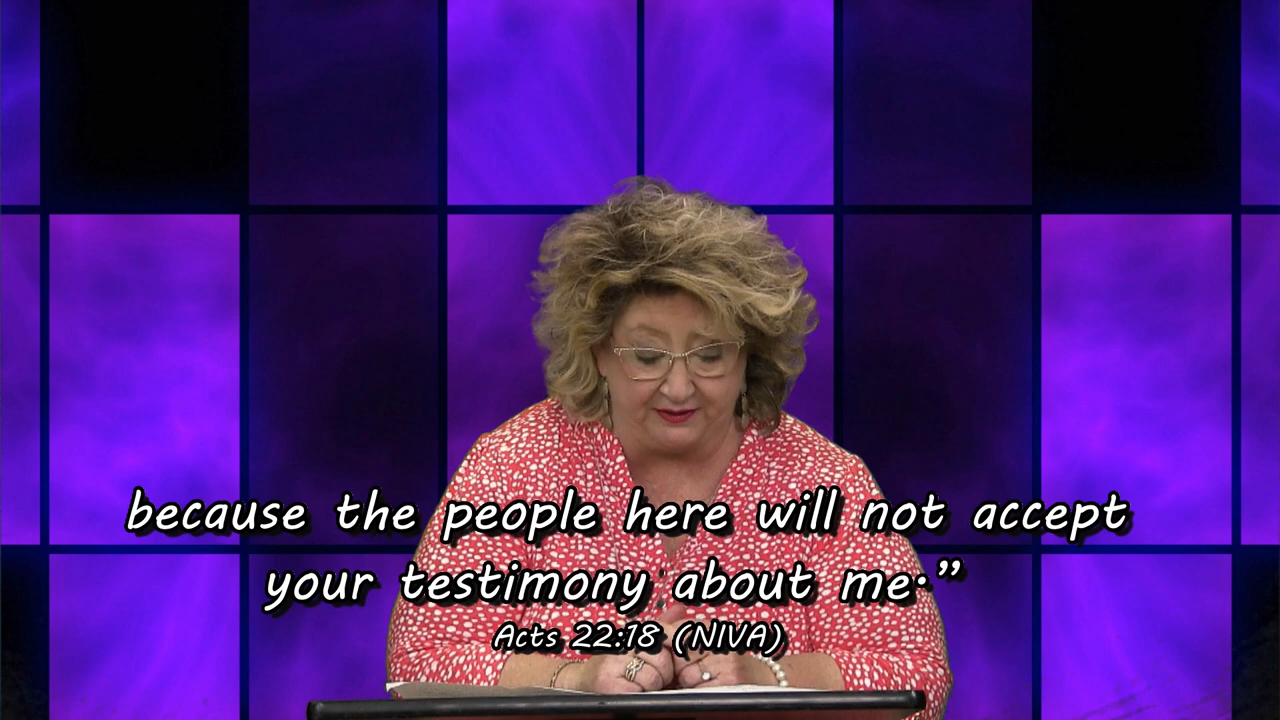 because the people here will not accept
your testimony about me.”
Acts 22:18 (NIVA)